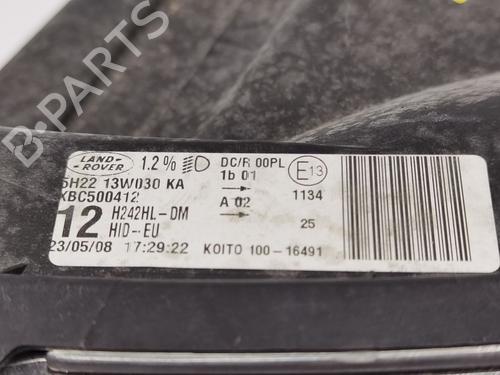 LAND-
ROVER
1.2%
DC/R 00PL
E13
5H22 13W030 KA
1b 01
XBC500412
1134
12
H242HL-DM
A 02
HID-EU
25
23/05/08 17:29:22
KOITO 100-16491
B-PARTS